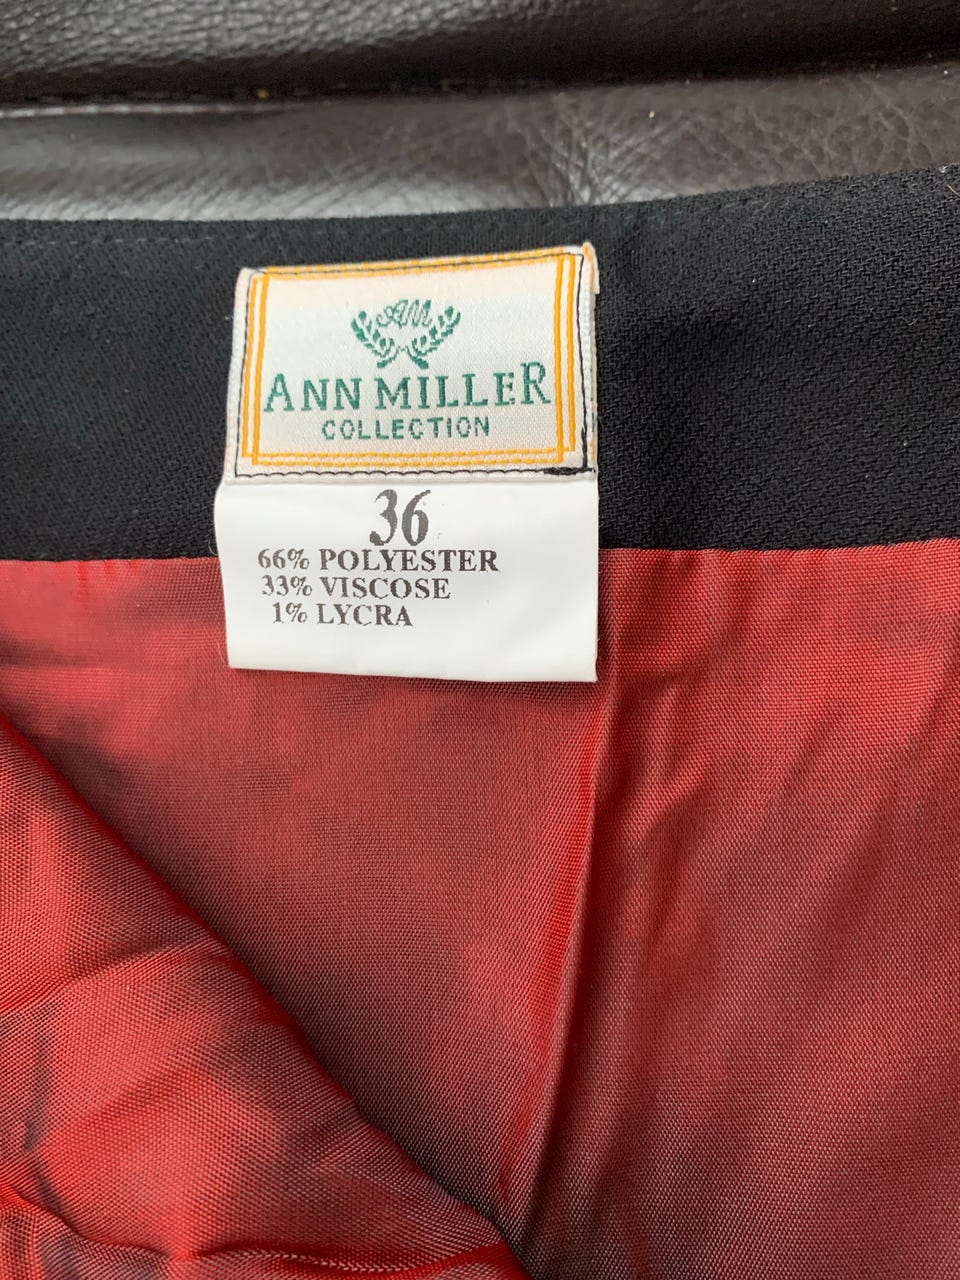 AM
ANN MILLER
COLLECTION
36
66% POLYESTER
33% VISCOSE
1% LYCRA